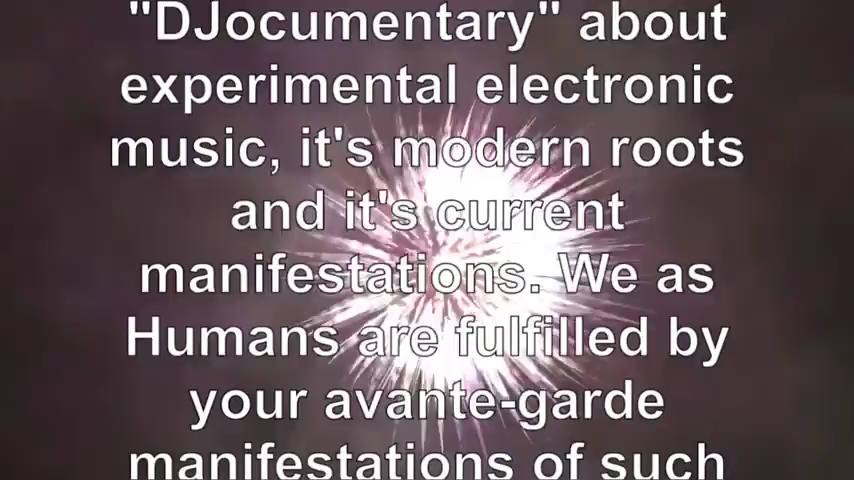 "DJocumentary" about
experimental electronic
music, it's modern roots
and it's current
manifestations. We as
Humans are fulfilled by
your avante-garde
manifestations of such